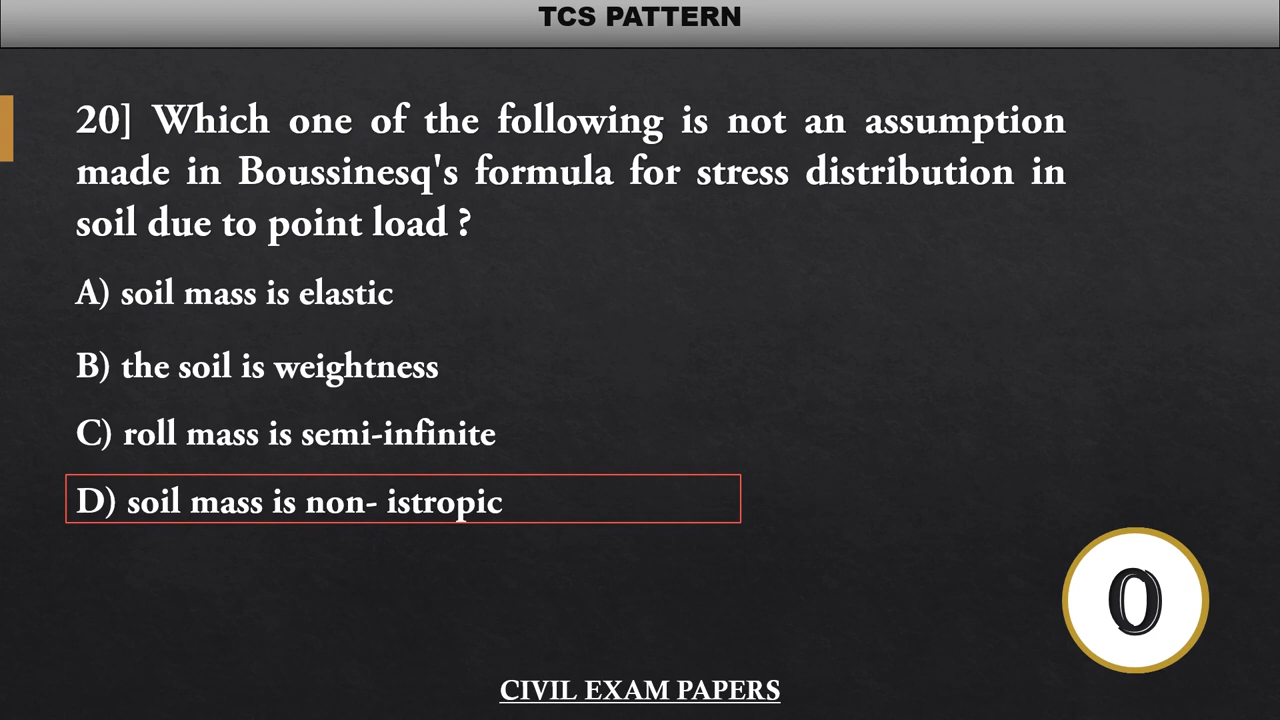 TCS PATTERN
20] Which one of the following is not an assumption
made in Boussinesq's formula for stress distribution in
soil due to point load ?
A) soil mass is elastic
B) the soil is weightness
C) roll mass is semi-infinite
D) soil mass is non- istropic
0
CIVIL EXAM PAPERS